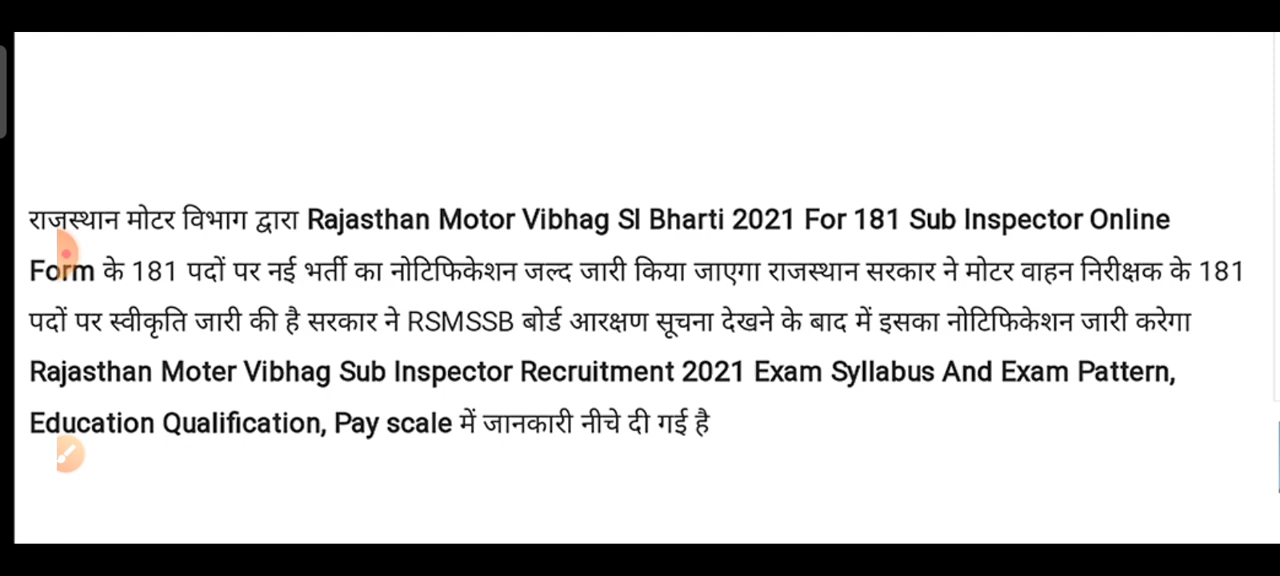 राजस्थान मोटर विभाग द्वारा Rajasthan Motor Vibhag SI Bharti 2021 For 181 Sub Inspector Online
Form के 181 पदों पर नई भर्ती का नोटिफिकेशन जल्द जारी किया जाएगा राजस्थान सरकार ने मोटर वाहन निरीक्षक के 181
पदों पर स्वीकृति जारी की है सरकार ने RSMSSB बोर्ड आरक्षण सूचना देखने के बाद में इसका नोटिफिकेशन जारी करेगा
Rajasthan Moter Vibhag Sub Inspector Recruitment 2021 Exam Syllabus And Exam Pattern,
Education Qualification, Pay scale में जानकारी नीचे दी गई है